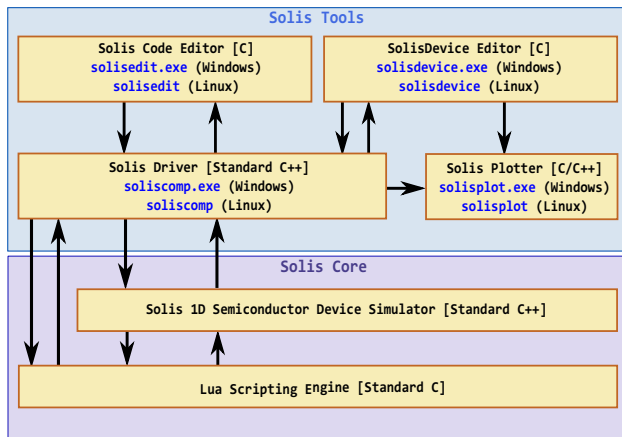 Solis Tools
Solis Code Editor [C]
solisedit.exe (Windows)
solisedit (Linux)
SolisDevice Editor [C]
solisdevice.exe (Windows)
solisdevice (Linux)
Solis Driver [Standard C++]
soliscomp.exe (Windows)
soliscomp (Linux)
Solis Plotter [C/C++]
solisplot.exe (Windows)
solisplot (Linux)
Solis Core
Solis 1D Semiconductor Device Simulator [Standard C++]
Lua Scripting Engine [Standard C]